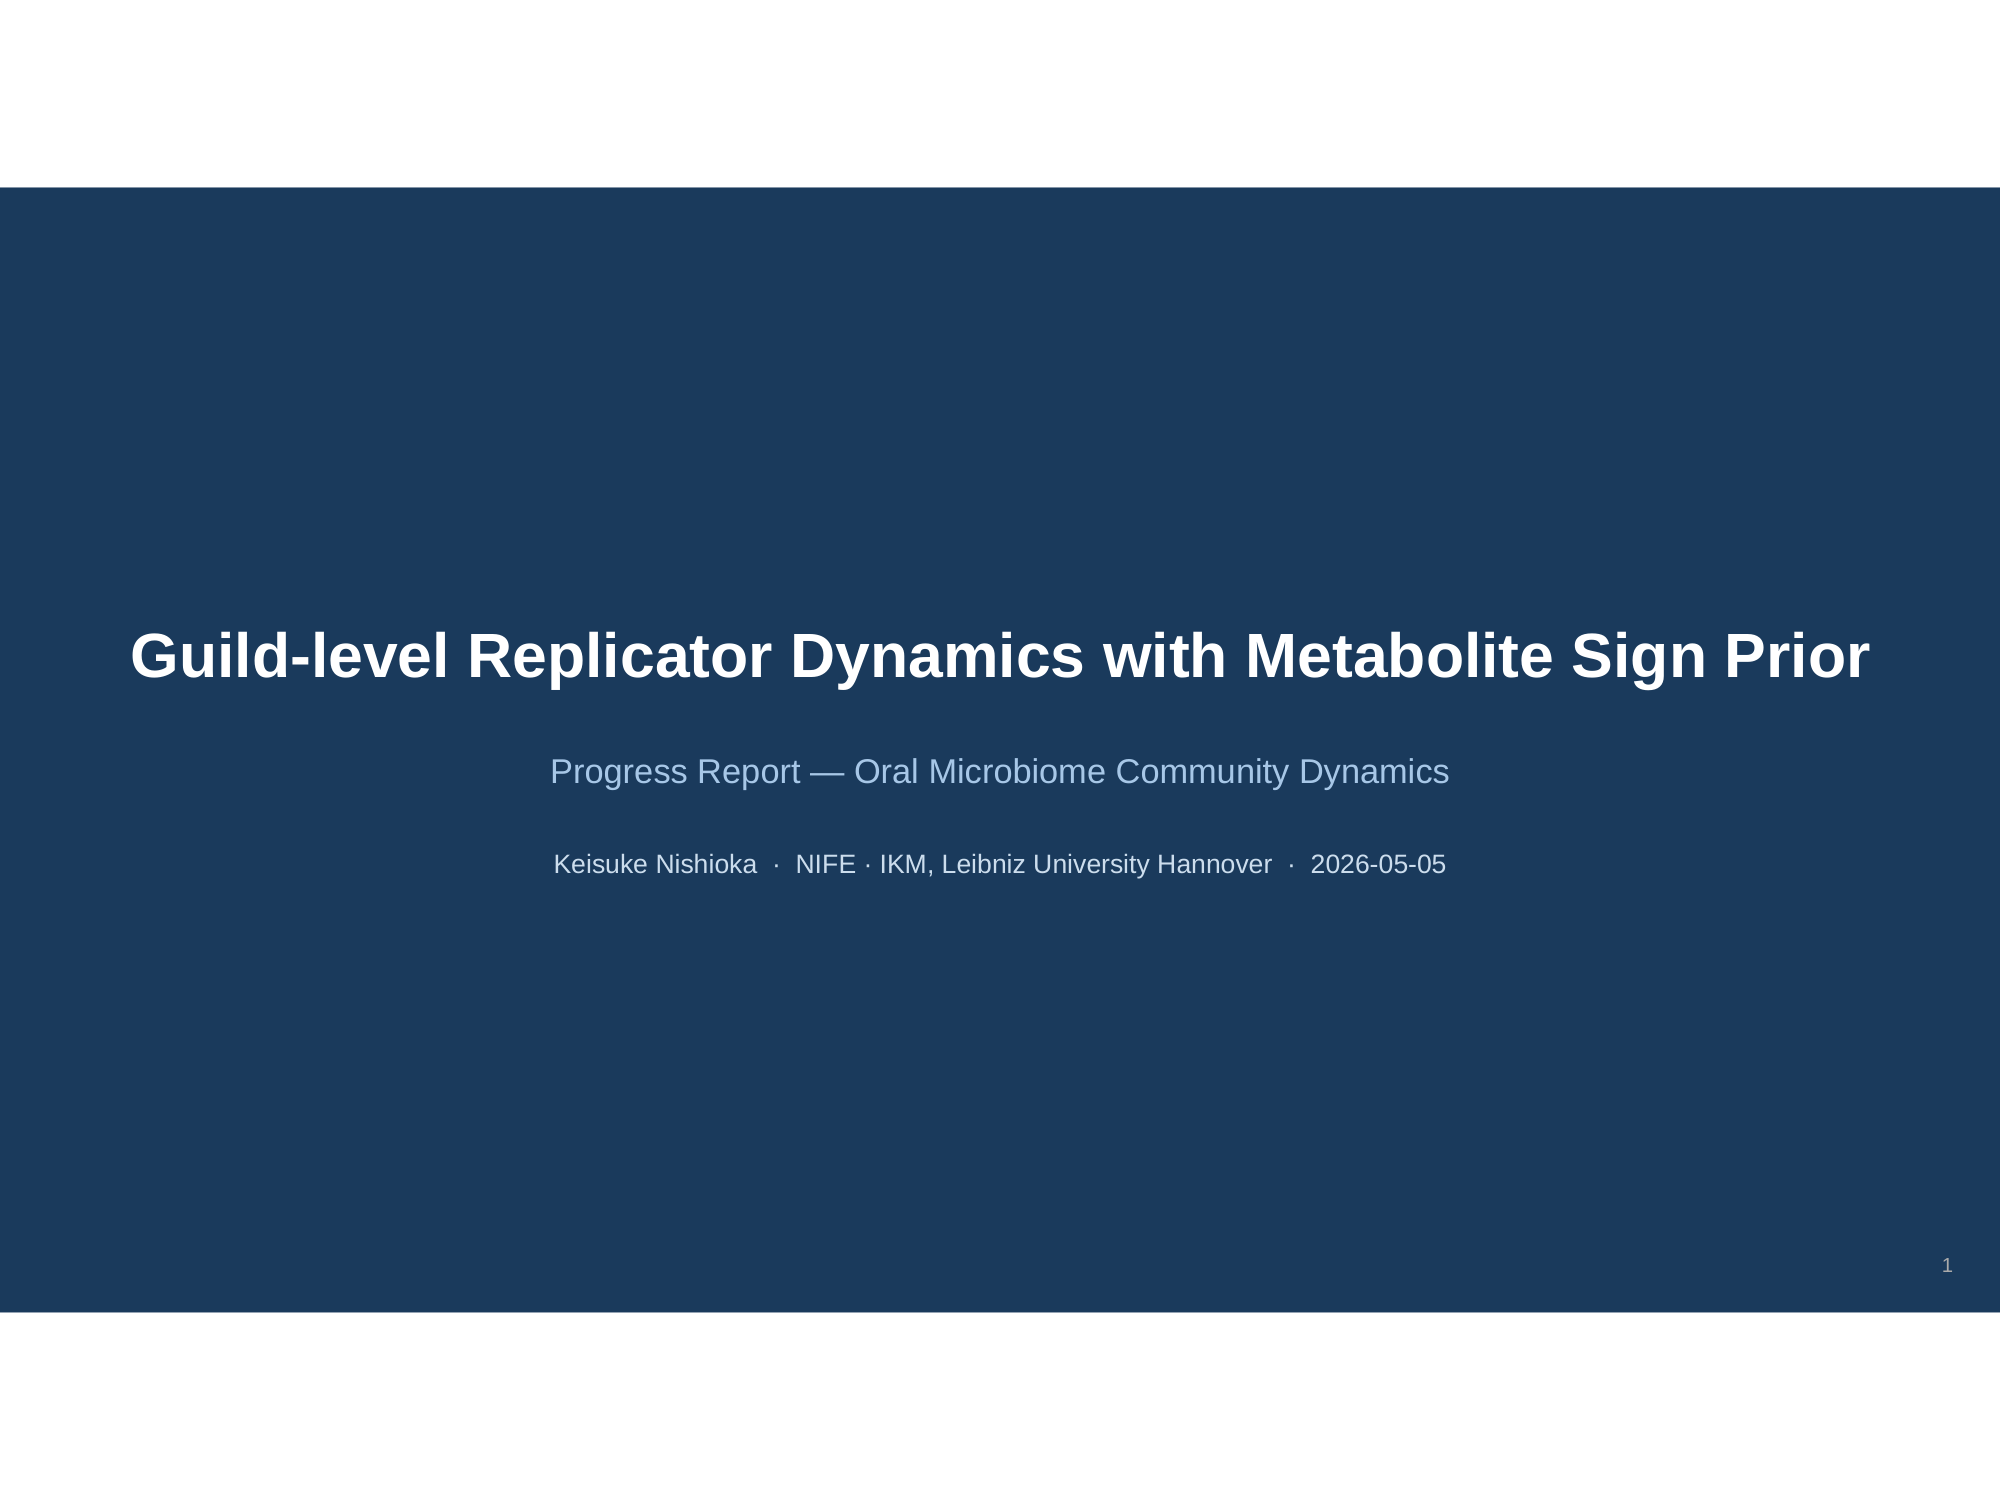 Guild-level Replicator Dynamics with Metabolite Sign Prior
Progress Report — Oral Microbiome Community Dynamics
Keisuke Nishioka · NIFE · IKM, Leibniz University Hannover · 2026-05-05
1